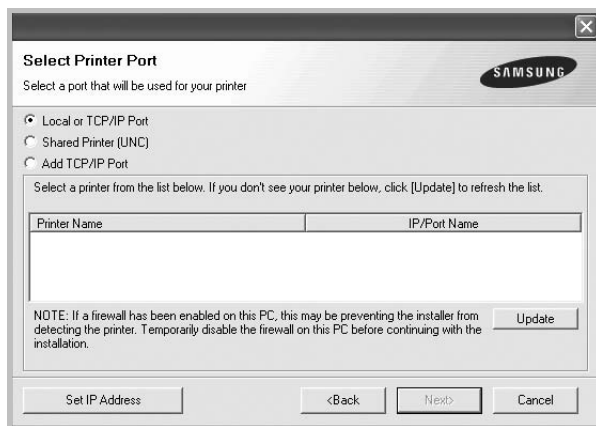 Select Printer Port
Select a port that will be used for your printer
SAMSUNG
Local or TCP/IP Port
Shared Printer (UNC)
Add TCP/IP Port
Select a printer from the list below. If you don't see your printer below, click [Update] to refresh the list.
Printer Name IP/Port Name
NOTE: If a firewall has been enabled on this PC, this may be preventing the installer from
detecting the printer. Temporarily disable the firewall on this PC before continuing with the
installation.
Update
Set IP Address <Back Next> Cancel